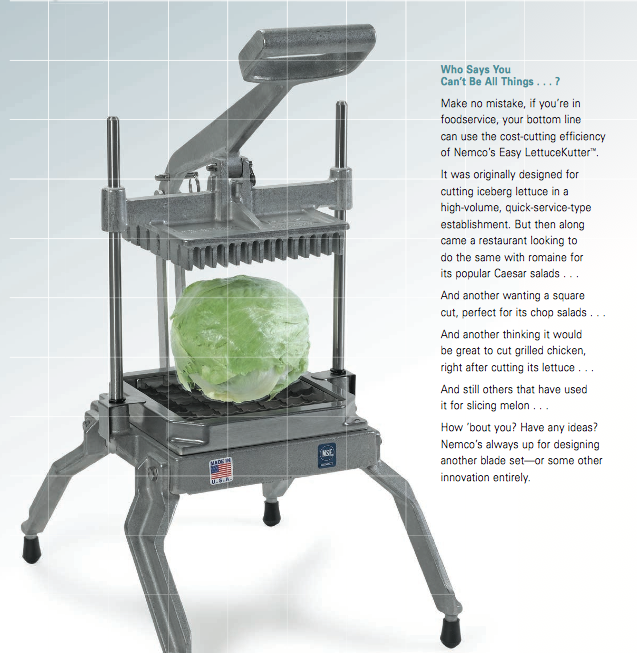 Who Says You
Can't Be All Things . . . ?
Make no mistake, if you're in
foodservice, your bottom line
can use the cost-cutting efficiency
of Nemco's Easy LettuceKutter™.
It was originally designed for
cutting iceberg lettuce in a
high-volume, quick-service-type
establishment. But then along
came a restaurant looking to
do the same with romaine for
its popular Caesar salads . . .
And another wanting a square
cut, perfect for its chop salads . . .
And another thinking it would
be great to cut grilled chicken,
right after cutting its lettuce . . .
And still others that have used
it for slicing melon . . .
How 'bout you? Have any ideas?
Nemco's always up for designing
another blade set—or some other
innovation entirely.
MADE IN
U.S.A.
NSF